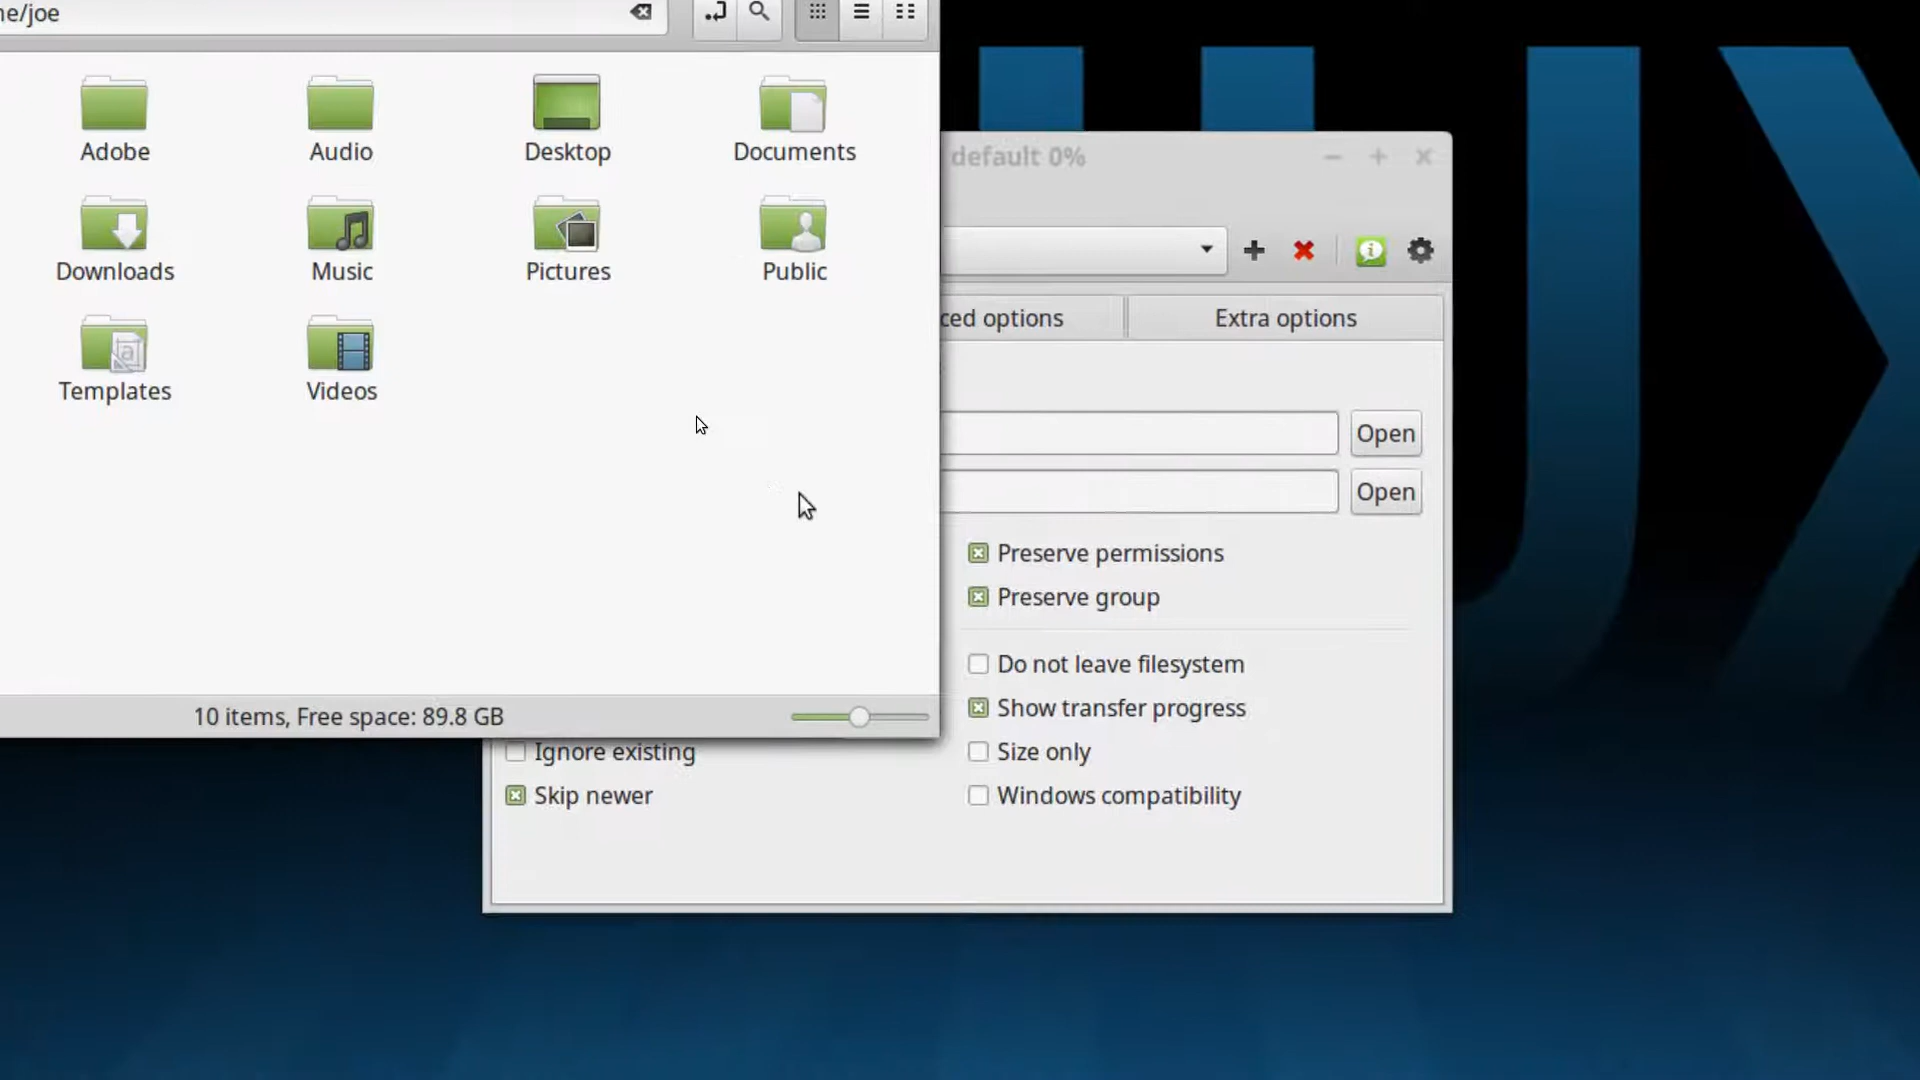 ne/joe
Adobe
Audio
Desktop
Documents
Downloads
Music
Pictures
Public
Templates
Videos
10 items, Free space: 89.8 GB
default 0%
ced options
Extra options
Open
Open
Preserve permissions
Preserve group
Do not leave filesystem
Show transfer progress
Ignore existing
Size only
Skip newer
Windows compatibility